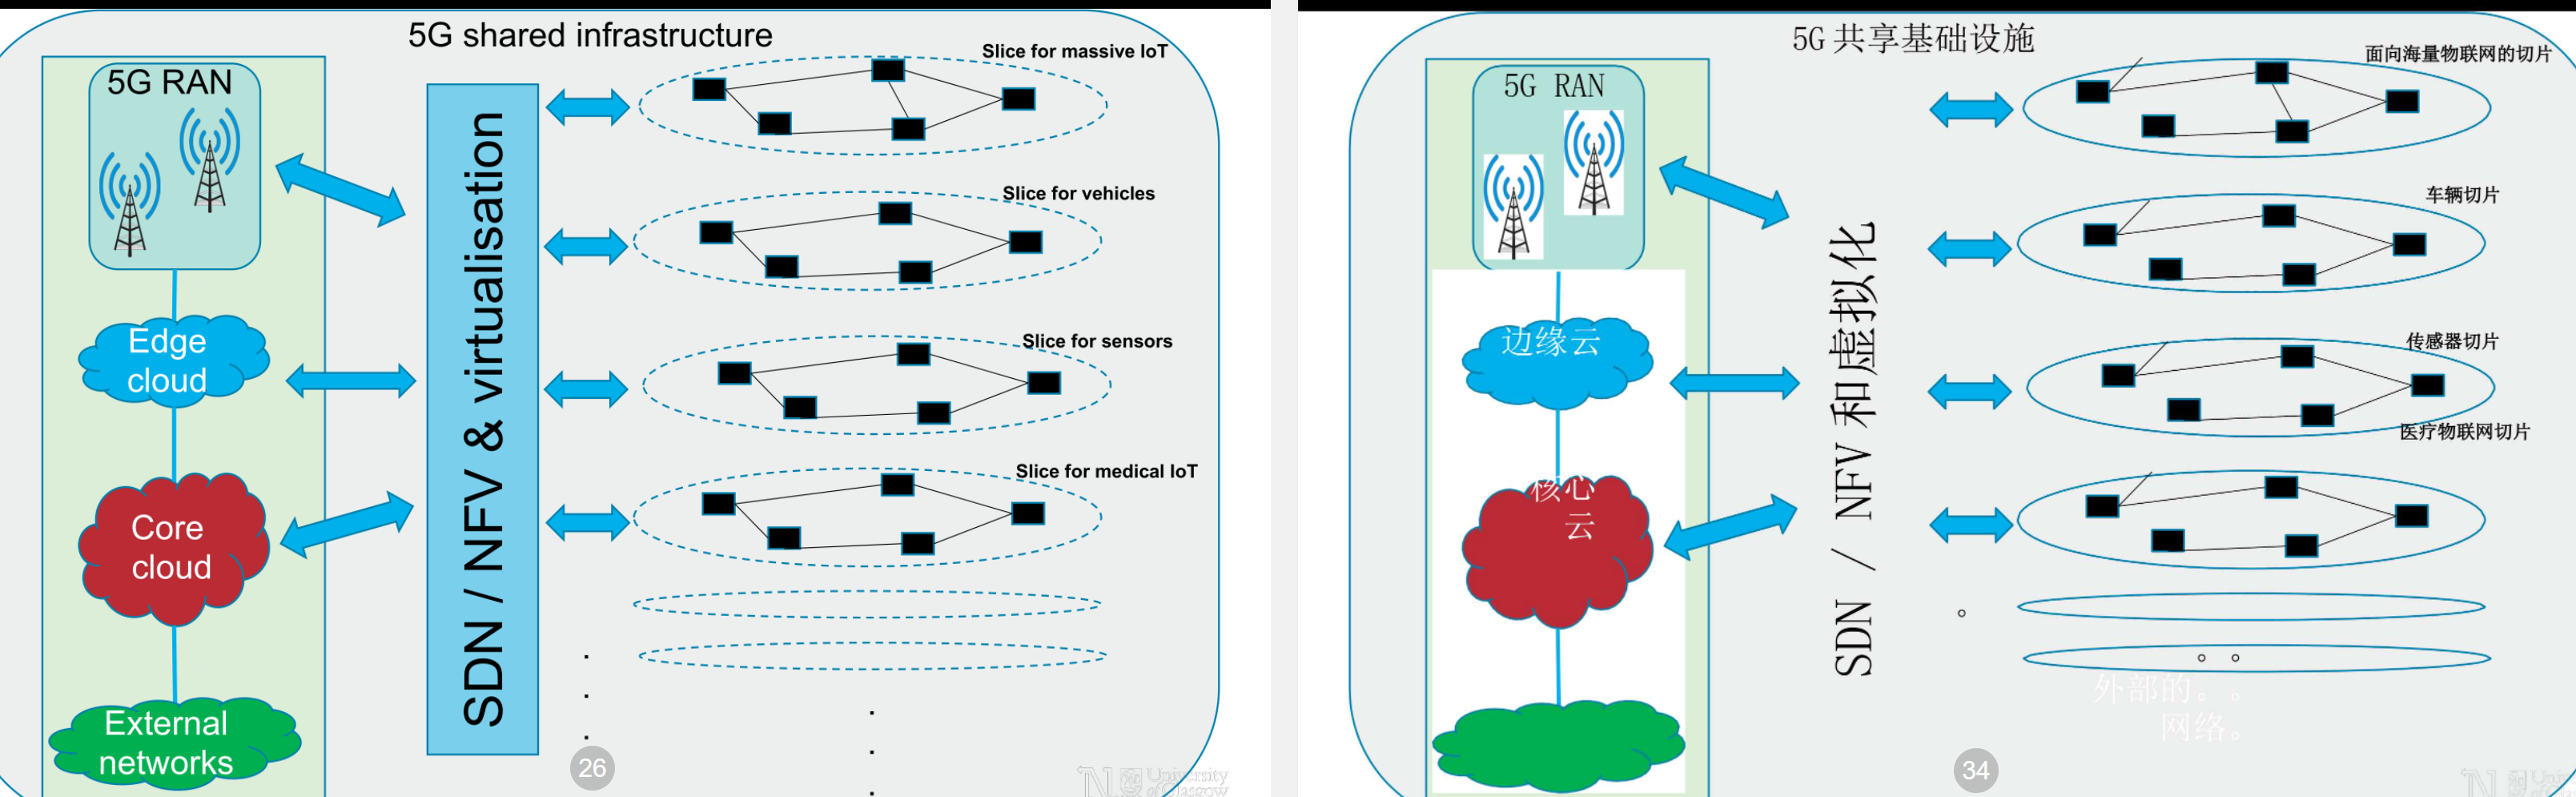 5G shared infrastructure
5G RAN
Edge
cloud
Core
cloud
External
networks
SDN / NFV & virtualisation
Slice for massive IoT
Slice for vehicles
Slice for sensors
Slice for medical IoT
.
.
.
.
.
.
26
University
of Glasgow
5G 共享基础设施
5G RAN
边缘云
核心
云
SDN / NFV 和虚拟化
面向海量物联网的切片
车辆切片
传感器切片
医疗物联网切片
。
。 。
外部的。。
网络。
34